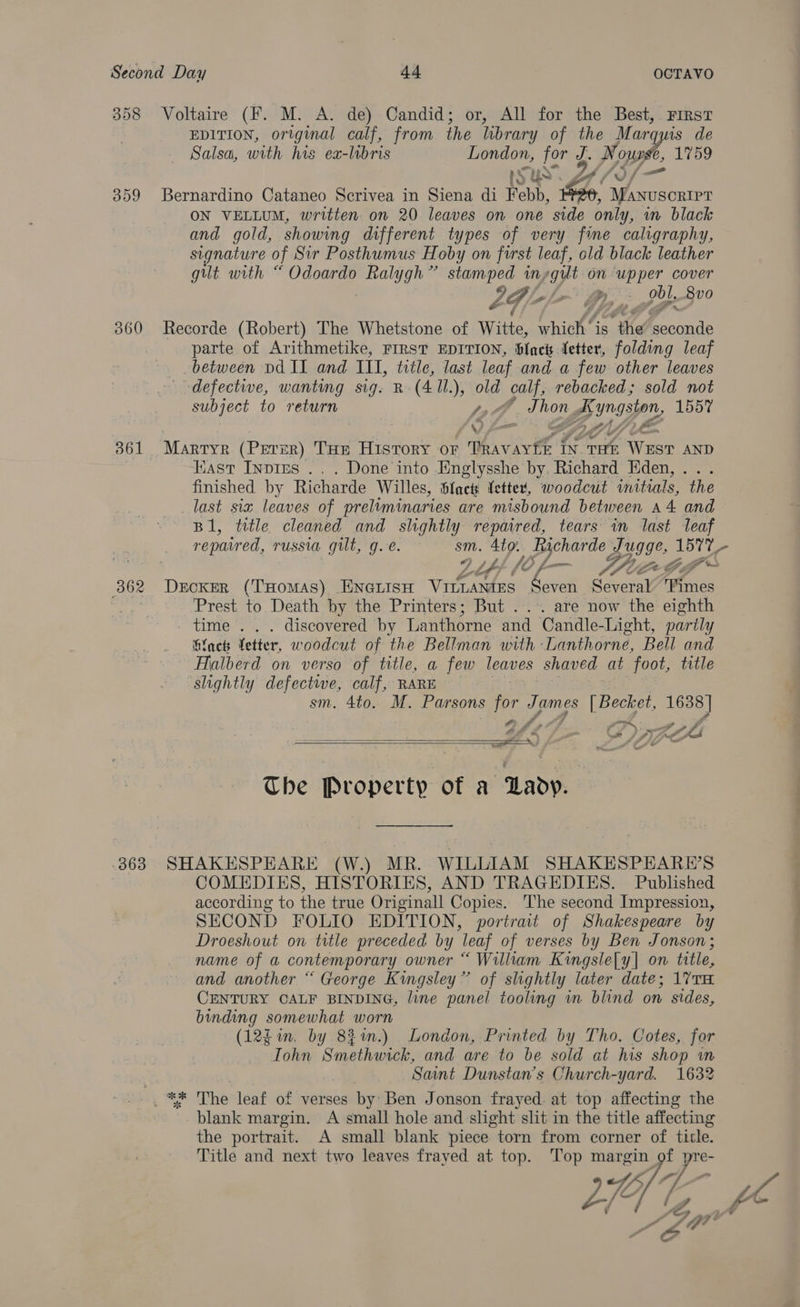 Second Day 44 OCTAVO
358 Voltaire (F. M. A. de) Candid; or, All for the Best, FIRST
EDITION, original calf, from the library of the Marquis de
Salsa, with his ex-libris London, for J. Nourse, 1759
359 Bernardino Cataneo Scrivea in Siena di Febb, MANUSCRIPT
ON VELLUM, written on 20 leaves on one side only, in black
and gold, showing different types of very fine caligraphy,
signature of Sir Posthumus Hoby on first leaf, old black leather
gilt with “ Odoardo Ralygh ” stamped in gilt on upper cover
obl. 8vo
360 Recorde (Robert) The Whetstone of Witte, which is the seconde
parte of Arithmetike, FIRST EDITION, black letter, folding leaf
between pd II and III, title, last leaf and a few other leaves
defective, wanting sig. R (4 ll.), old calf, rebacked; sold not
subject to return Jhon Kyngston, 1557
361 MARTYR (PETER) THE HISTORY OF TRAVAYLE IN THE WEST AND
EAST INDIES . . . Done into Englysshe by Richard Eden, . . .
finished by Richarde Willes, black letter, woodcut initials, the
last six leaves of preliminaries are misbound between A4 and
B1, title cleaned and slightly repaired, tears in last leaf
repaired, russia gilt, g. e. sm. 4to. Richarde Jugge, 1577
362 DECKER (THOMAS) ENGLISH VILLANIES Seven Several Times
Prest to Death by the Printers; But . . . are now the eighth
time . . . discovered by Lanthorne and Candle-Light, partly
black letter, woodcut of the Bellman with Lanthorne, Bell and
Halberd on verso of title, a few leaves shaved at foot, title
slightly defective, calf, RARE
sm. 4to. M. Parsons for James [Becket, 1638]
The Property of a Lady.
363 SHAKESPEARE (W.) MR. WILLIAM SHAKESPEARE'S
COMEDIES, HISTORIES, AND TRAGEDIES. Published
according to the true Originall Copies. The second Impression,
SECOND FOLIO EDITION, portrait of Shakespeare by
Droeshout on title preceded by leaf of verses by Ben Jonson;
name of a contemporary owner “ William Kingsle[y] on title,
and another “ George Kingsley ” of slightly later date; 17TH
CENTURY CALF BINDING, line panel tooling in blind on sides,
binding somewhat worn
(12¾ in. by 8¾ in.) London, Printed by Tho. Cotes, for
Iohn Smethwick, and are to be sold at his shop in
Saint Dunstan's Church-yard. 1632
*** The leaf of verses by Ben Jonson frayed at top affecting the
blank margin. A small hole and slight slit in the title affecting
the portrait. A small blank piece torn from corner of title.
Title and next two leaves frayed at top. Top margin of pre-